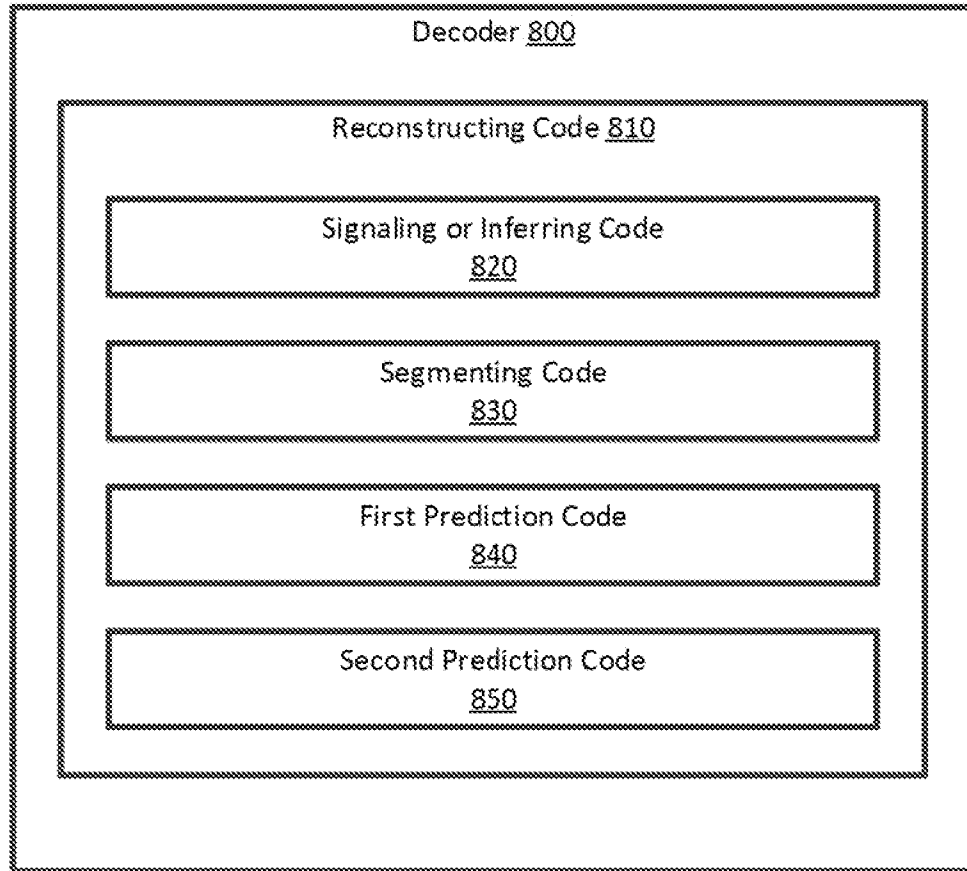 Decoder 800
Reconstructing Code 810
Signaling or Inferring Code
820
Segmenting Code
830
First Prediction Code
840
Second Prediction Code
850